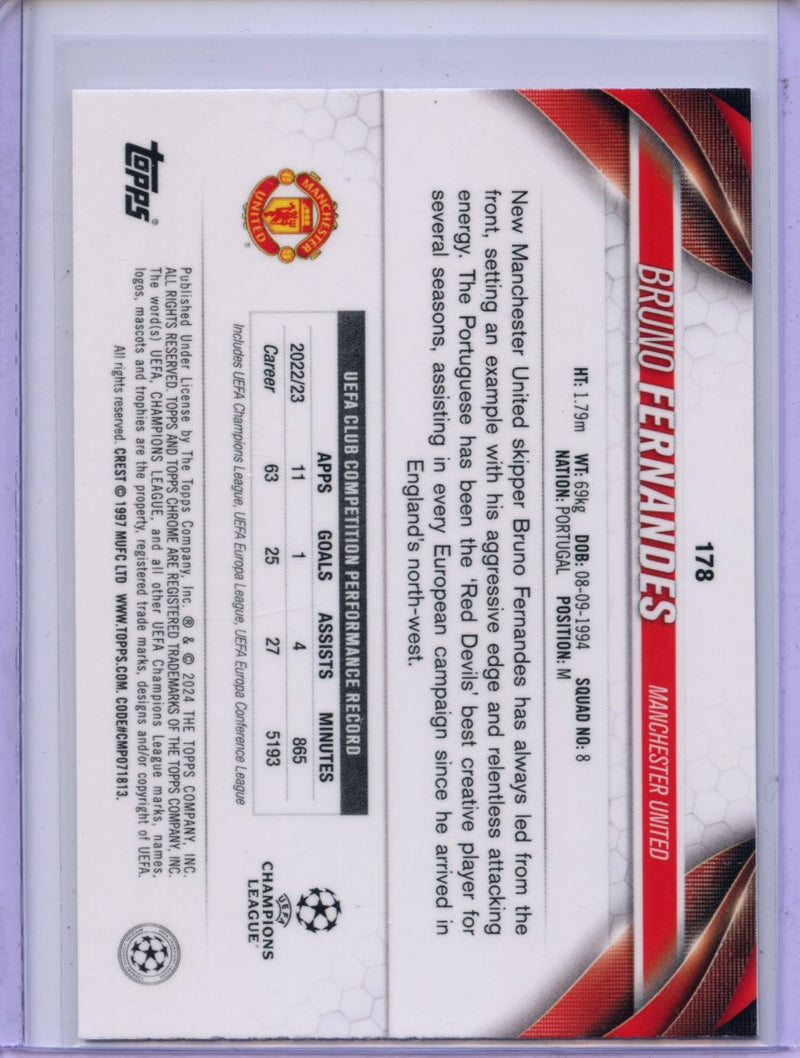 178
BRUNO FERNANDES MANCHESTER UNITED
HT: 1.79m WT: 69kg DOB: 08-09-1994 SQUAD NO: 8
NATION: PORTUGAL POSITION: M
New Manchester United skipper Bruno Fernandes has always led from the
front, setting an example with his aggressive edge and relentless attacking
energy. The Portuguese has been the ‘Red Devils’ best creative player for
several seasons, assisting in every European campaign since he arrived in
England's north-west.
MANCHESTER
UNITED
®
UEFA CLUB COMPETITION PERFORMANCE RECORD
APPS GOALS ASSISTS MINUTES
2022/23 11 1 4 865
Career 63 25 27 5193
Includes UEFA Champions League, UEFA Europa League, UEFA Europa Conference League
UEFA
CHAMPIONS
LEAGUE®
topps®
Published Under License by The Topps Company, Inc. ® & © 2024 THE TOPPS COMPANY, INC.
ALL RIGHTS RESERVED. TOPPS AND TOPPS CHROME ARE REGISTERED TRADEMARKS OF THE TOPPS COMPANY, INC.
The word(s) UEFA, CHAMPIONS LEAGUE, and all other UEFA Champions League marks, names,
logos, mascots and trophies are the property, registered trade marks, designs and/or copyright of UEFA.
All rights reserved. CREST © 1997 MUFC LTD WWW.TOPPS.COM. CODE#CMP071813.